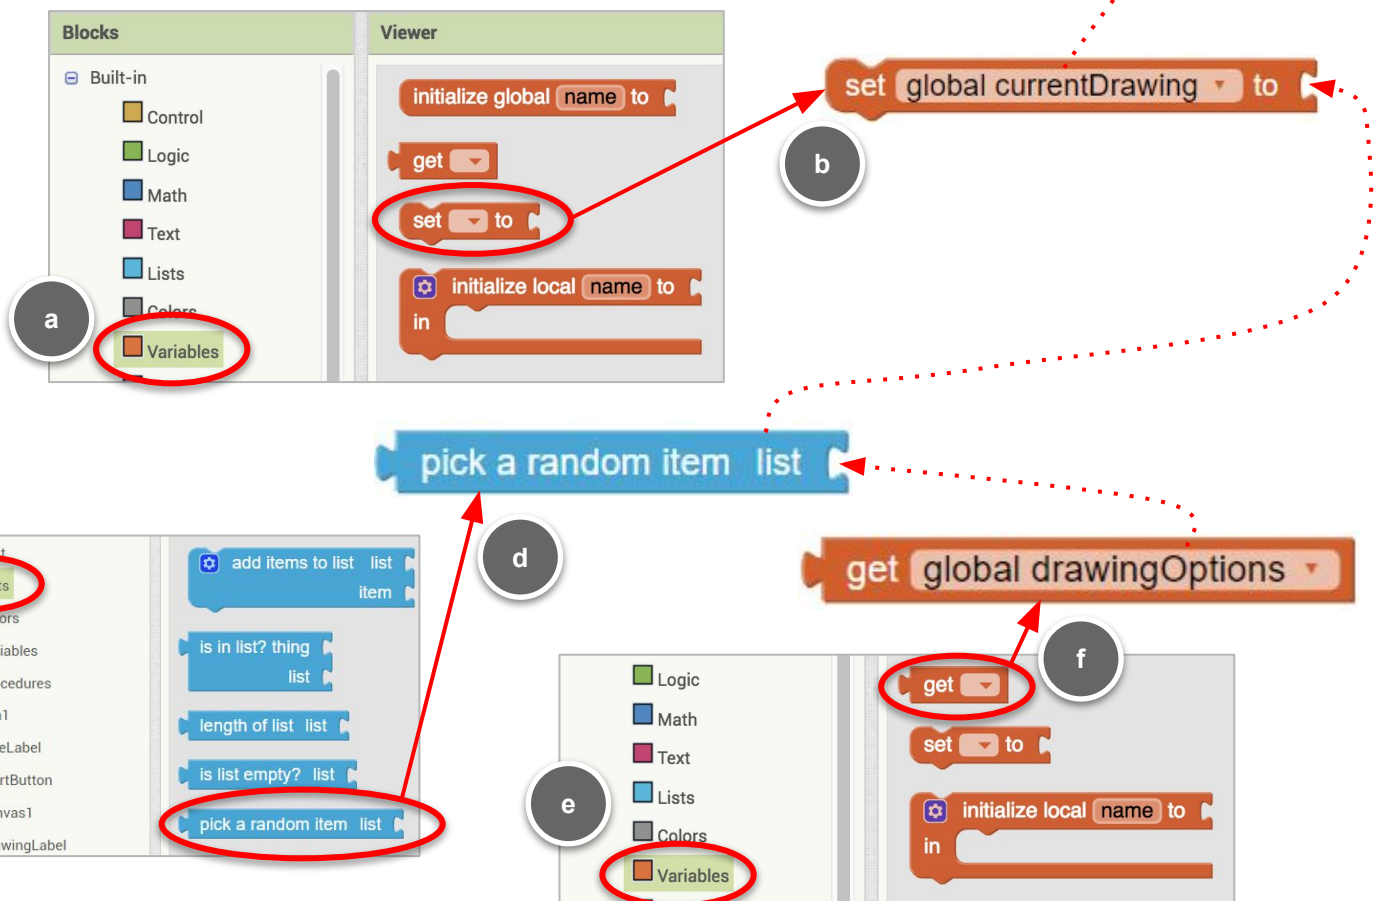 Blocks
Viewer
Built-in
Control
Logic
Math
Text
Lists
Colors
Variables
initialize global name to
get
set to
initialize local name to
in
a
b
set global currentDrawing to
pick a random item list
d
get global drawingOptions
f
t
ts
ors
iables
cedures
1
eLabel
rtButton
nvas1
wingLabel
add items to list list
item
is in list? thing
list
length of list list
is list empty? list
pick a random item list
e
Logic
Math
Text
Lists
Colors
Variables
get
set to
initialize local name to
in